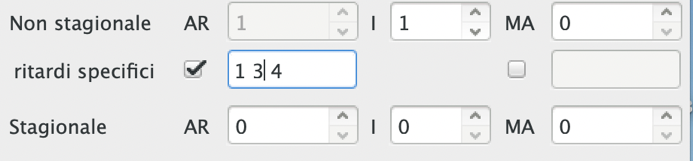 Non stagionale AR 1 I 1 MA 0
ritardi specifici 1 3 4
Stagionale AR 0 I 0 MA 0